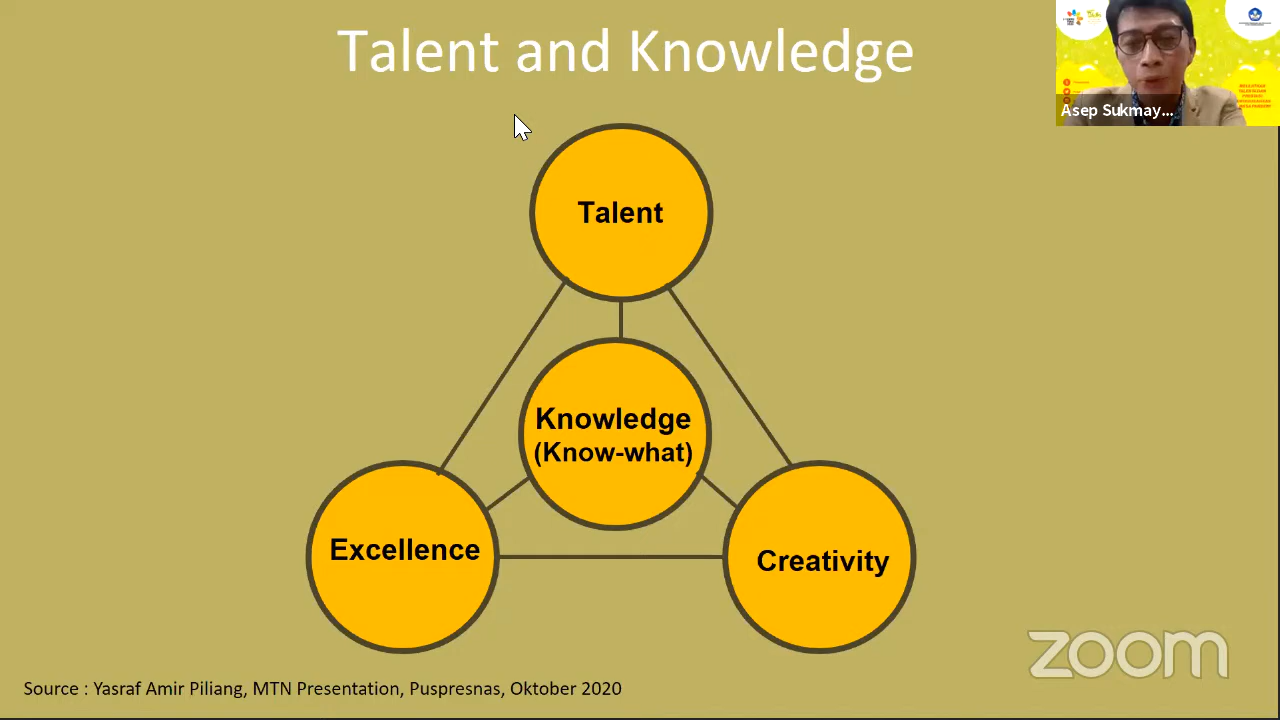 Talent and Knowledge
Asep Sukmay...
Talent
Knowledge
(Know-what)
Excellence
Creativity
zoom
Source : Yasraf Amir Piliang, MTN Presentation, Puspresnas, Oktober 2020